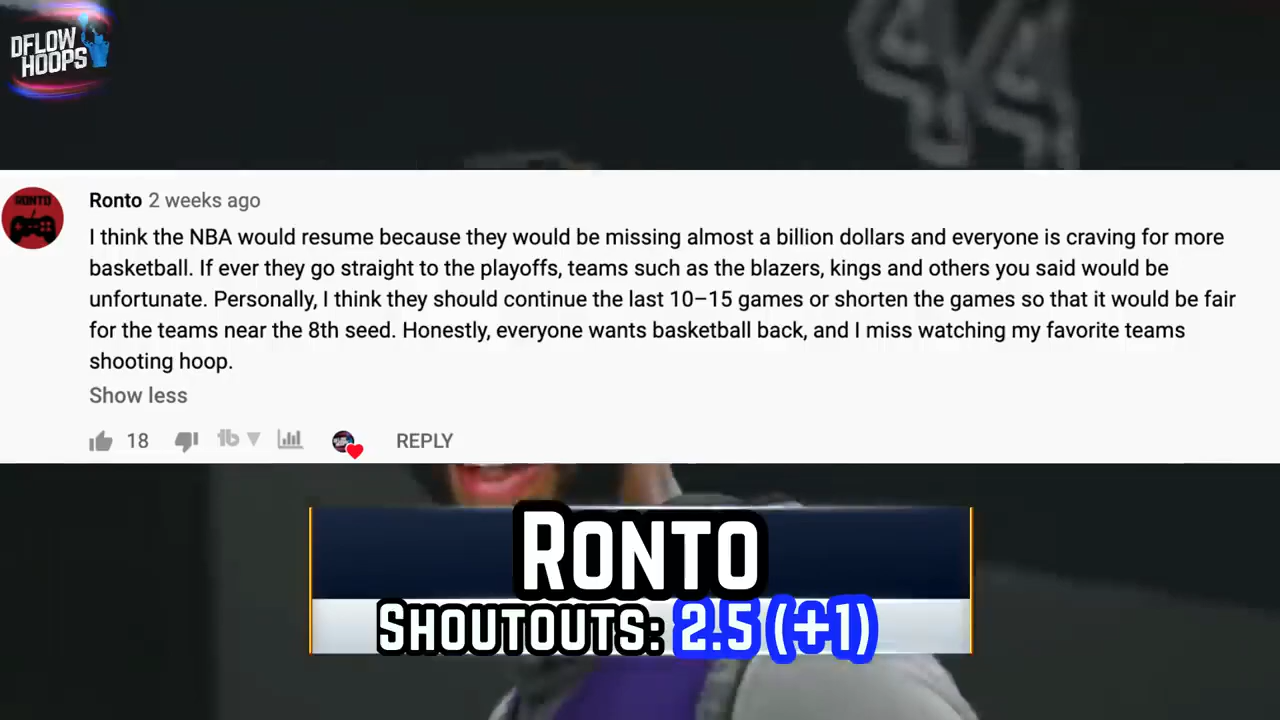 DFLOW
HOOPS
RONTO
Ronto 2 weeks ago
I think the NBA would resume because they would be missing almost a billion dollars and everyone is craving for more
basketball. If ever they go straight to the playoffs, teams such as the blazers, kings and others you said would be
unfortunate. Personally, I think they should continue the last 10–15 games or shorten the games so that it would be fair
for the teams near the 8th seed. Honestly, everyone wants basketball back, and I miss watching my favorite teams
shooting hoop.
Show less
18 REPLY
Ronto
Shoutouts: 2.5 (+1)